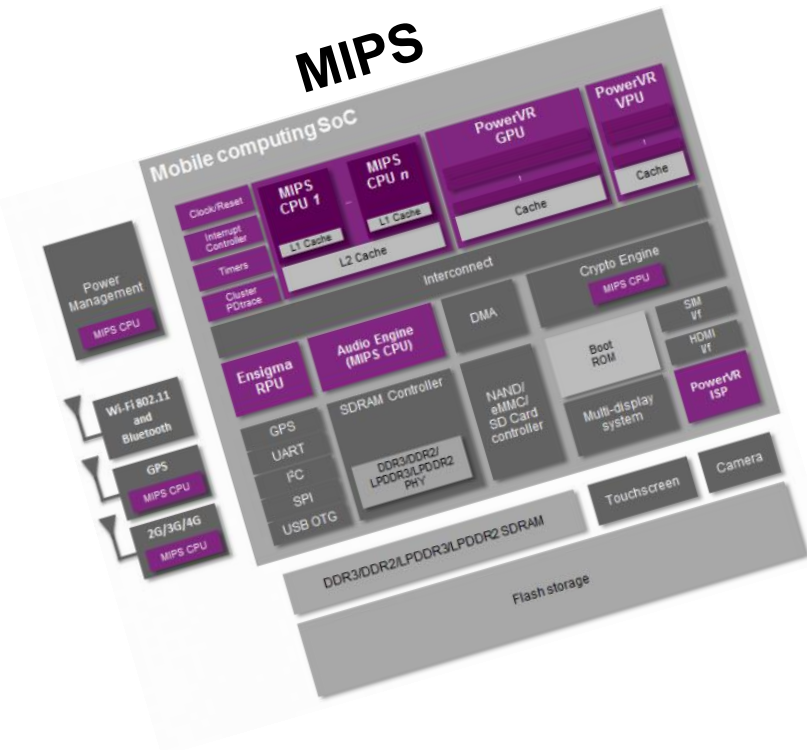 MIPS
Mobile computing SoC
Clock/Reset
Interrupt
Controller
Timers
Cluster
PDtrace
MIPS
CPU 1
L1 Cache
...
MIPS
CPU n
L1 Cache
L2 Cache
PowerVR
GPU
Cache
PowerVR
VPU
Cache
Interconnect
Power
Management
MIPS CPU
Ensigma
RPU
Audio Engine
(MIPS CPU)
DMA
Crypto Engine
MIPS CPU
SIM
I/f
HDMI
I/f
Boot
ROM
PowerVR
ISP
Wi-Fi 802.11
and
Bluetooth
GPS
MIPS CPU
2G/3G/4G
MIPS CPU
GPS
UART
I²C
SPI
USB OTG
SDRAM Controller
DDR3/DDR2/
LPDDR3/LPDDR2
PHY
NAND/
eMMC/
SD Card
controller
Multi-display
system
DDR3/DDR2/LPDDR3/LPDDR2 SDRAM
Touchscreen
Camera
Flash storage